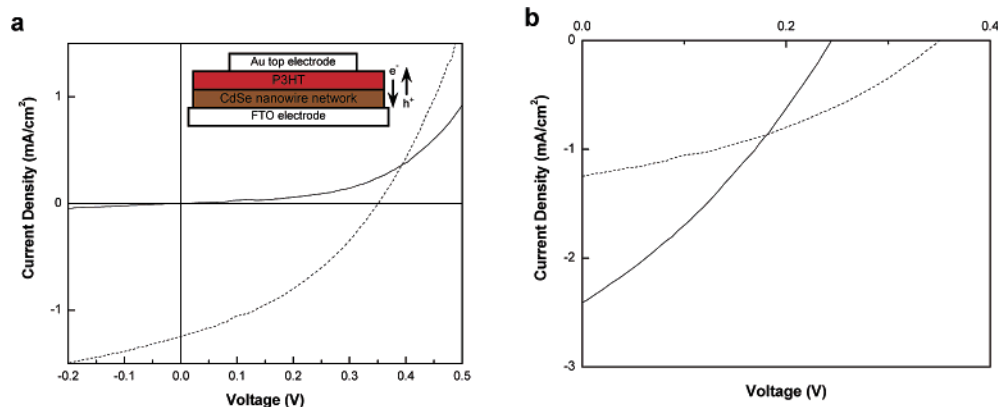 a
Current Density (mA/cm²)
1
0
-1
-0.2
-0.1
0.0
0.1
0.2
0.3
0.4
0.5
Voltage (V)
Au top electrode
P3HT
CdSe nanowire network
FTO electrode
e⁻
h⁺
b
0.0
0.2
0.4
Current Density (mA/cm²)
0
-1
-2
-3
Voltage (V)